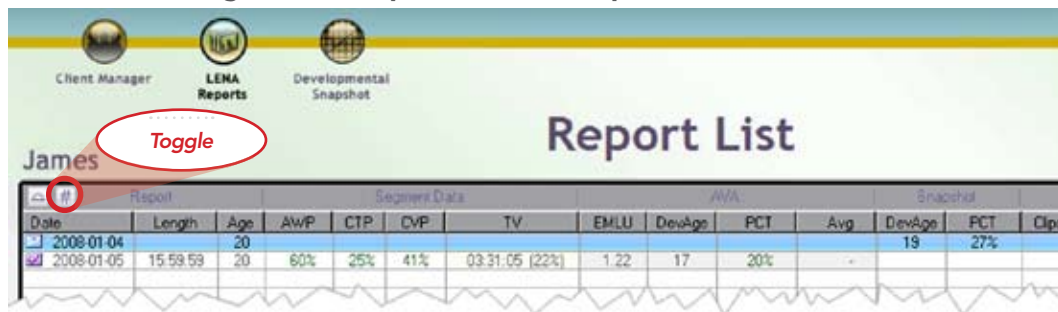 Client Manager LENA Reports Developmental Snapshot
Toggle
Report List
James
# Report Segment Data AVA Snapshot
Date Length Age AWP CTP CVP TV EMLU DevAge PCT Avg DevAge PCT
2008-01-04 20 19 27%
2008-01-05 15:59:59 20 60% 25% 41% 03:31:05 (22%) 1.22 17 20% -